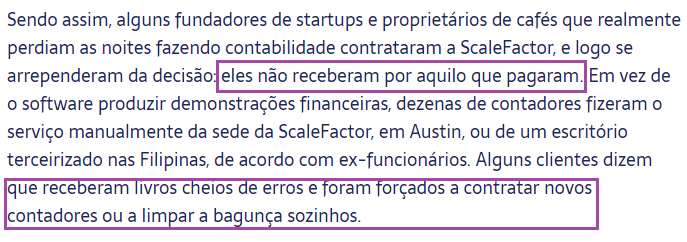 Sendo assim, alguns fundadores de startups e proprietários de cafés que realmente
perdiam as noites fazendo contabilidade contrataram a ScaleFactor, e logo se
arrependeram da decisão: eles não receberam por aquilo que pagaram. Em vez de
o software produzir demonstrações financeiras, dezenas de contadores fizeram o
serviço manualmente da sede da ScaleFactor, em Austin, ou de um escritório
terceirizado nas Filipinas, de acordo com ex-funcionários. Alguns clientes dizem
que receberam livros cheios de erros e foram forçados a contratar novos
contadores ou a limpar a bagunça sozinhos.